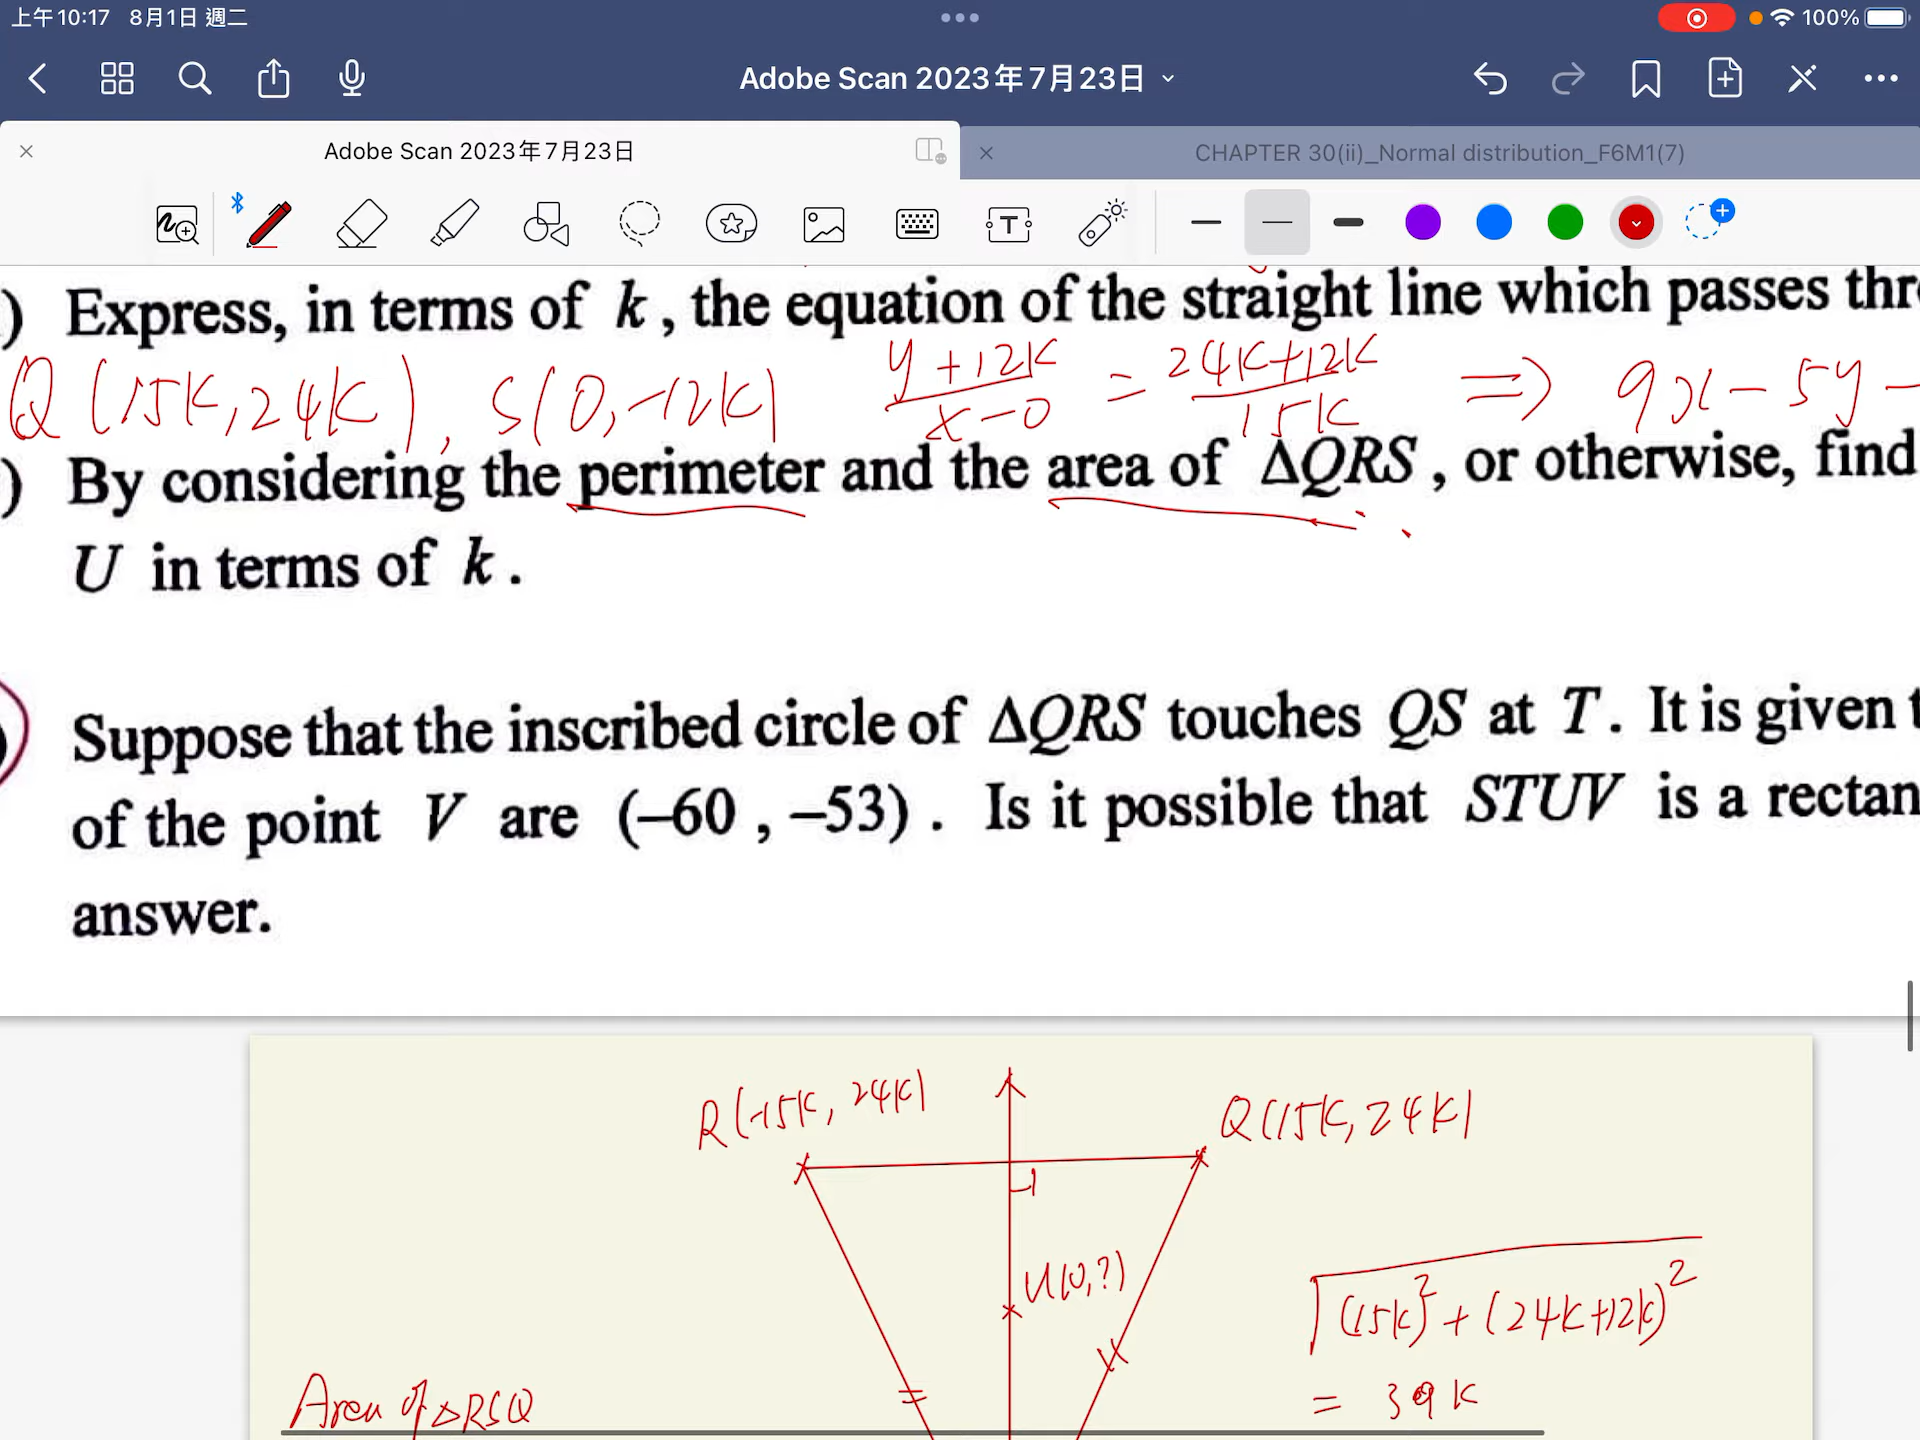 上午10:17 8月1日 週二
100%
Adobe Scan 2023年7月23日
Adobe Scan 2023年7月23日
CHAPTER 30(ii)_Normal distribution_F6M1(7)
T
) Express, in terms of k, the equation of the straight line which passes thr
Q(15k, 24k), S(0, -12k) (y+12k)/(x-0) = (24k+12k)/(15k) ⇒ 9x - 5y -
) By considering the perimeter and the area of ΔQRS, or otherwise, find
U in terms of k.
Suppose that the inscribed circle of ΔQRS touches QS at T. It is given t
of the point V are (–60, –53). Is it possible that STUV is a rectan
answer.
R(-15k, 24k)
Q(15k, 24k)
U(0,?)
√((15k)² + (24k+12k)²)
= 39k
Area of ΔRSQ